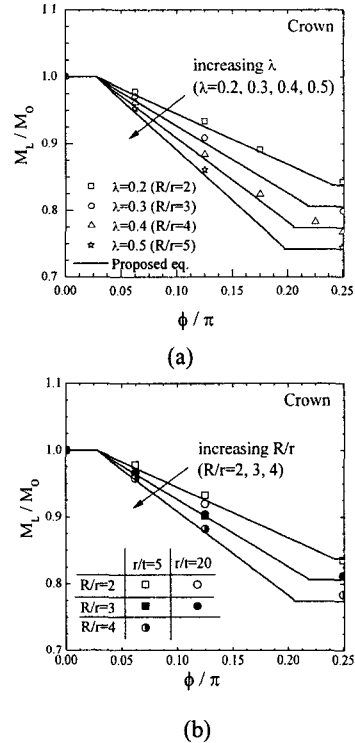 Crown
increasing λ
(λ=0.2, 0.3, 0.4, 0.5)
M_L / M_O
1.0
0.9
0.8
0.7
λ=0.2 (R/r=2)
λ=0.3 (R/r=3)
λ=0.4 (R/r=4)
λ=0.5 (R/r=5)
Proposed eq.
0.00 0.05 0.10 0.15 0.20 0.25
ϕ / π
(a)
Crown
increasing R/r
(R/r=2, 3, 4)
M_L / M_O
1.1
1.0
0.9
0.8
0.7
r/t=5 r/t=20
R/r=2
R/r=3
R/r=4
0.00 0.05 0.10 0.15 0.20 0.25
ϕ / π
(b)